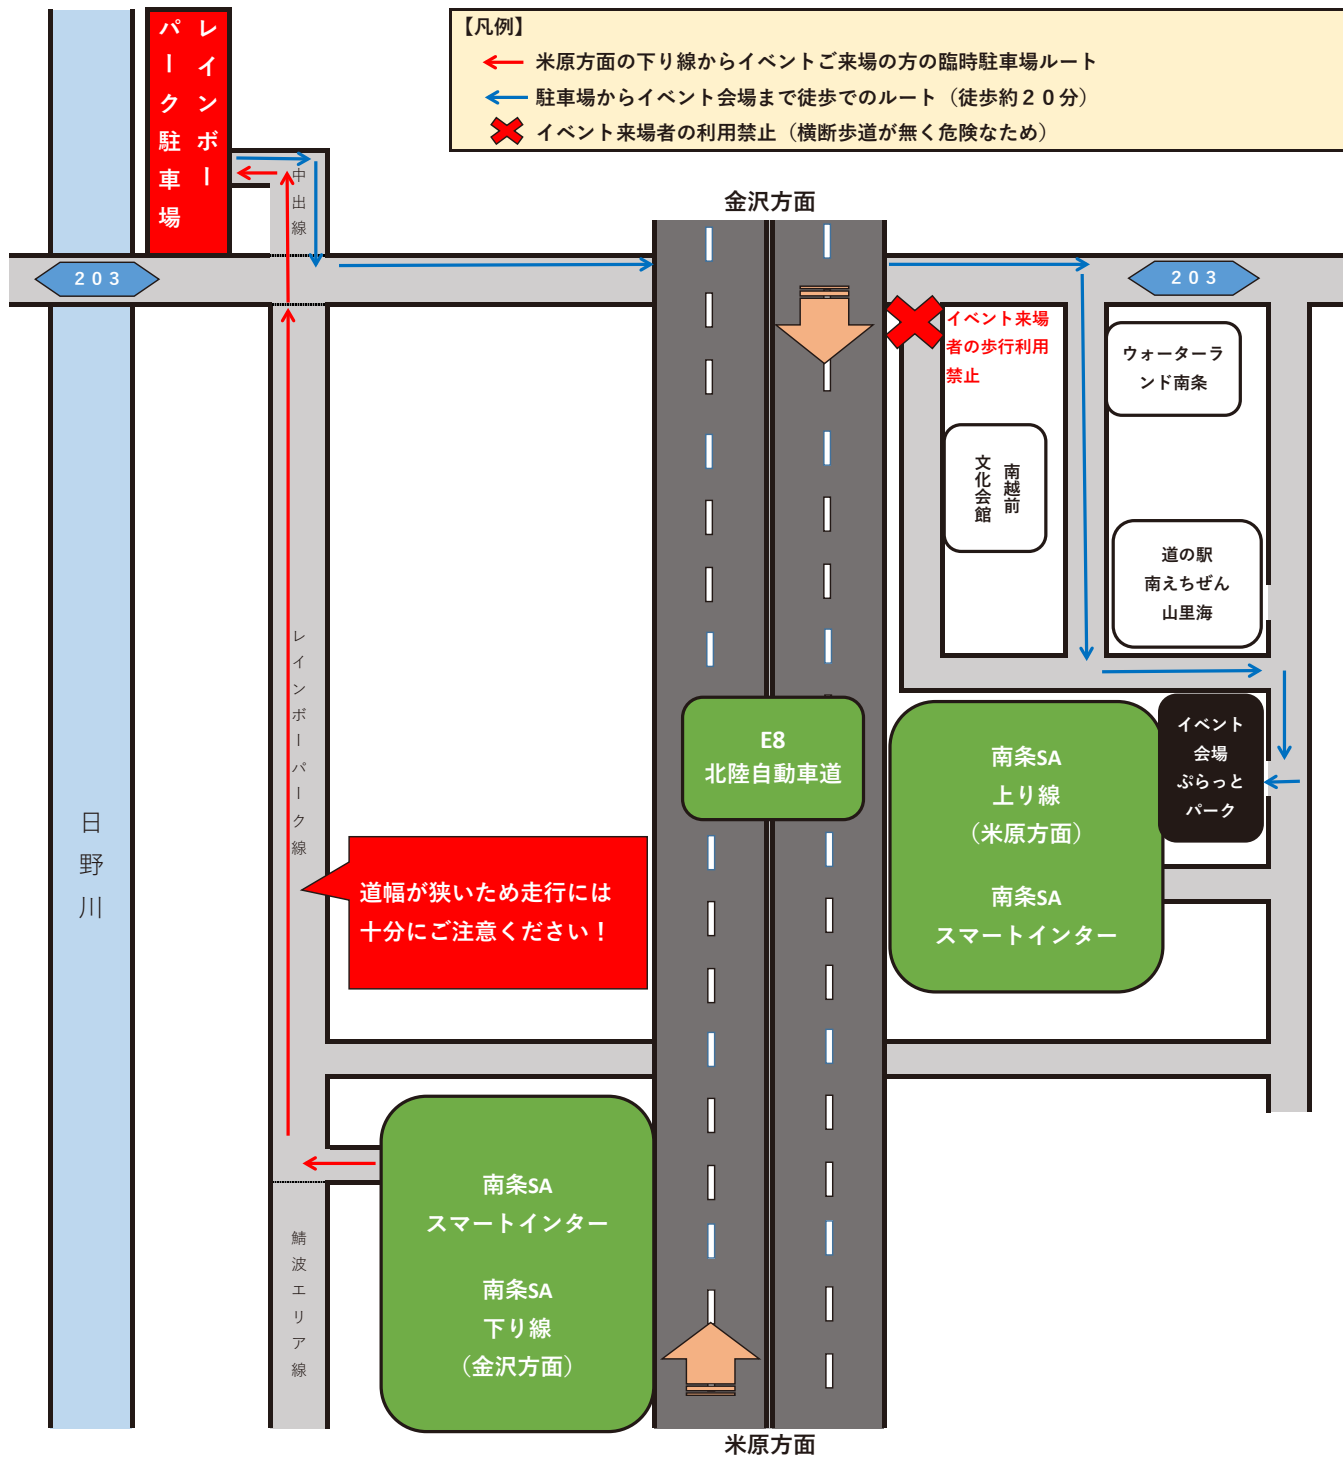 【凡例】
米原方面の下り線からイベントご来場の方の臨時駐車場ルート
駐車場からイベント会場まで徒歩でのルート（徒歩約２０分）
イベント来場者の利用禁止（横断歩道が無く危険なため）
レインボー
パーク駐車場
中出線
金沢方面
２０３
２０３
イベント来場
者の歩行利用
禁止
ウォーターラ
ンド南条
南越前
文化会館
道の駅
南えちぜん
山里海
レインボーパーク線
E8
北陸自動車道
南条SA
上り線
（米原方面）
南条SA
スマートインター
イベント
会場
ぷらっと
パーク
日野川
道幅が狭いため走行には
十分にご注意ください！
南条SA
スマートインター
南条SA
下り線
（金沢方面）
鯖波エリア線
米原方面